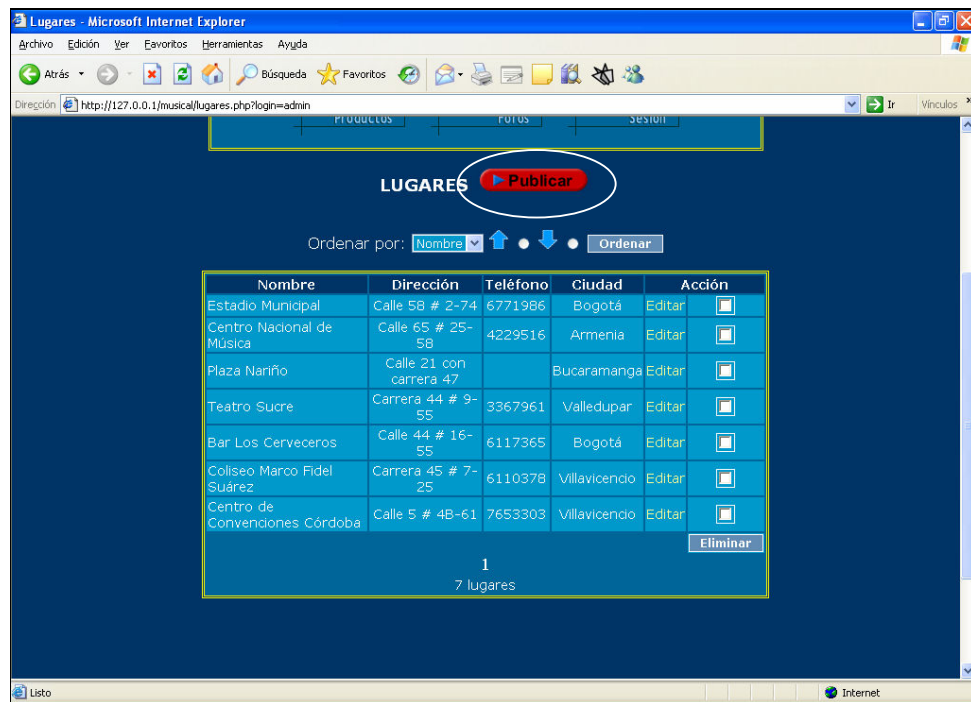 Lugares - Microsoft Internet Explorer
Archivo Edición Ver Favoritos Herramientas Ayuda
Atrás Búsqueda Favoritos
Dirección http://127.0.0.1/musical/lugares.php?login=admin Ir Vínculos »
Productos Foros Sesión
LUGARES Publicar
Ordenar por: Nombre Ordenar
Nombre Dirección Teléfono Ciudad Acción
Estadio Municipal Calle 58 # 2-74 6771986 Bogotá Editar
Centro Nacional de
Música Calle 65 # 25-
58 4229516 Armenia Editar
Plaza Nariño Calle 21 con
carrera 47 Bucaramanga Editar
Teatro Sucre Carrera 44 # 9-
55 3367961 Valledupar Editar
Bar Los Cerveceros Calle 44 # 16-
55 6117365 Bogotá Editar
Coliseo Marco Fidel
Suárez Carrera 45 # 7-
25 6110378 Villavicencio Editar
Centro de
Convenciones Córdoba Calle 5 # 4B-61 7653303 Villavicencio Editar
Eliminar
1
7 lugares
Listo Internet